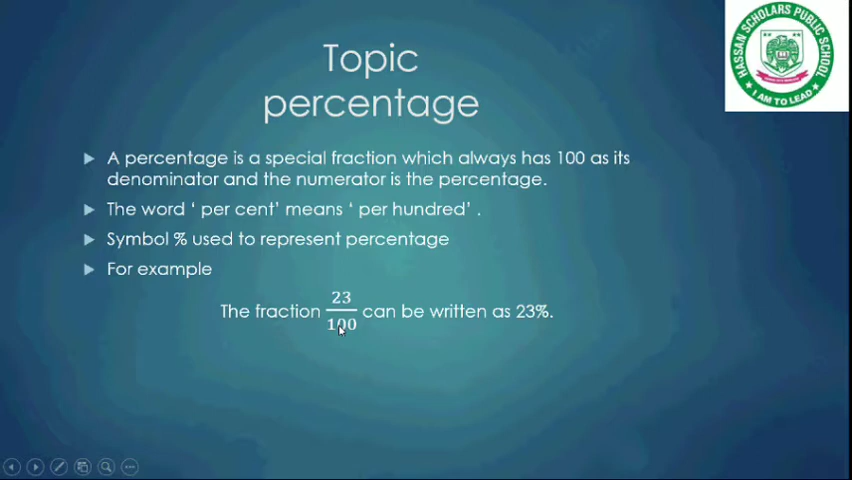 Topic
percentage
HASSAN SCHOLARS PUBLIC SCHOOL
I AM TO LEAD
A percentage is a special fraction which always has 100 as its
denominator and the numerator is the percentage.
The word ‘ per cent’ means ‘ per hundred’ .
Symbol % used to represent percentage
For example
The fraction 23/100 can be written as 23%.